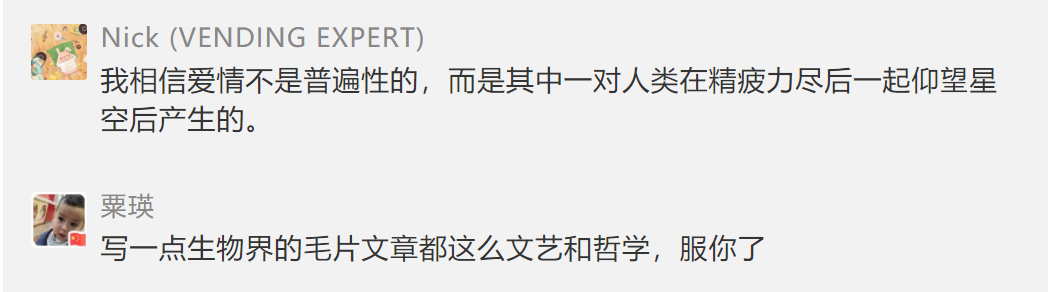 Nick (VENDING EXPERT)
我相信爱情不是普遍性的，而是其中一对人类在精疲力尽后一起仰望星
空后产生的。
粟瑛
写一点生物界的毛片文章都这么文艺和哲学，服你了